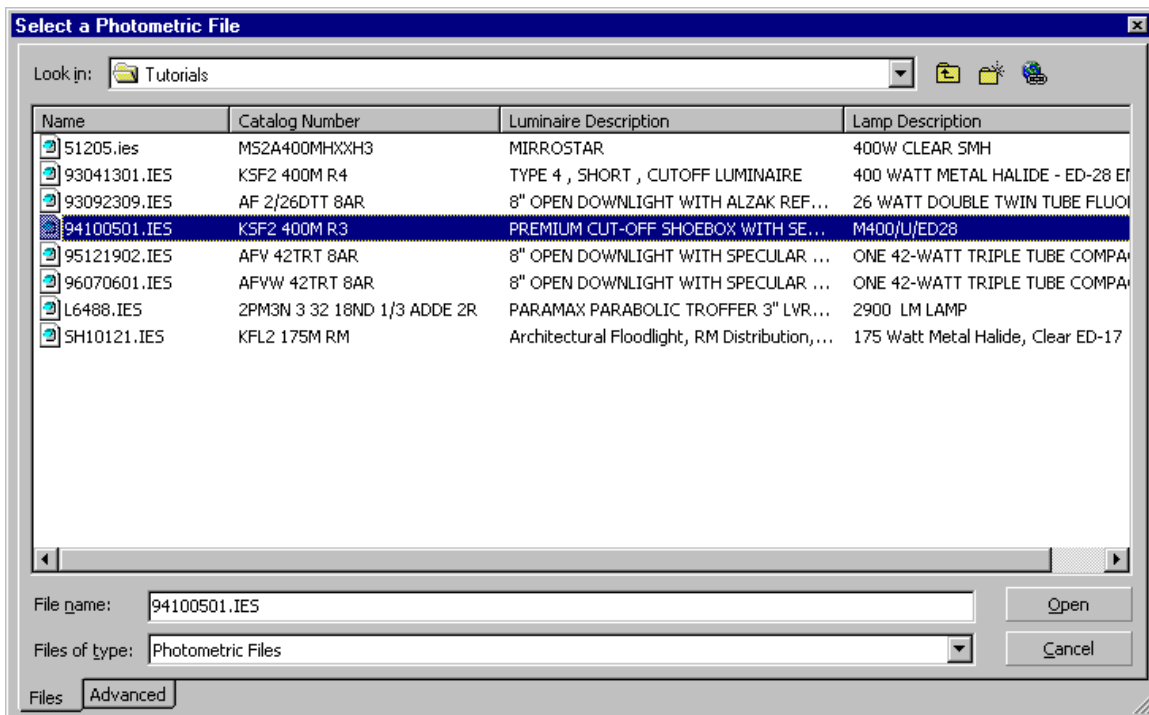 Select a Photometric File
Look in: Tutorials
Name Catalog Number Luminaire Description Lamp Description
51205.ies MS2A400MHXXH3 MIRROSTAR 400W CLEAR SMH
93041301.IES KSF2 400M R4 TYPE 4 , SHORT , CUTOFF LUMINAIRE 400 WATT METAL HALIDE - ED-28
93092309.IES AF 2/26DTT 8AR 8" OPEN DOWNLIGHT WITH ALZAK REF... 26 WATT DOUBLE TWIN TUBE FLUO
94100501.IES KSF2 400M R3 PREMIUM CUT-OFF SHOEBOX WITH SE... M400/U/ED28
95121902.IES AFV 42TRT 8AR 8" OPEN DOWNLIGHT WITH SPECULAR ... ONE 42-WATT TRIPLE TUBE COMPA
96070601.IES AFVW 42TRT 8AR 8" OPEN DOWNLIGHT WITH SPECULAR ... ONE 42-WATT TRIPLE TUBE COMPA
L6488.IES 2PM3N 3 32 18ND 1/3 ADDE 2R PARAMAX PARABOLIC TROFFER 3" LVR... 2900 LM LAMP
SH10121.IES KFL2 175M RM Architectural Floodlight, RM Distribution,... 175 Watt Metal Halide, Clear ED-17
File name: 94100501.IES Open
Files of type: Photometric Files Cancel
Files Advanced